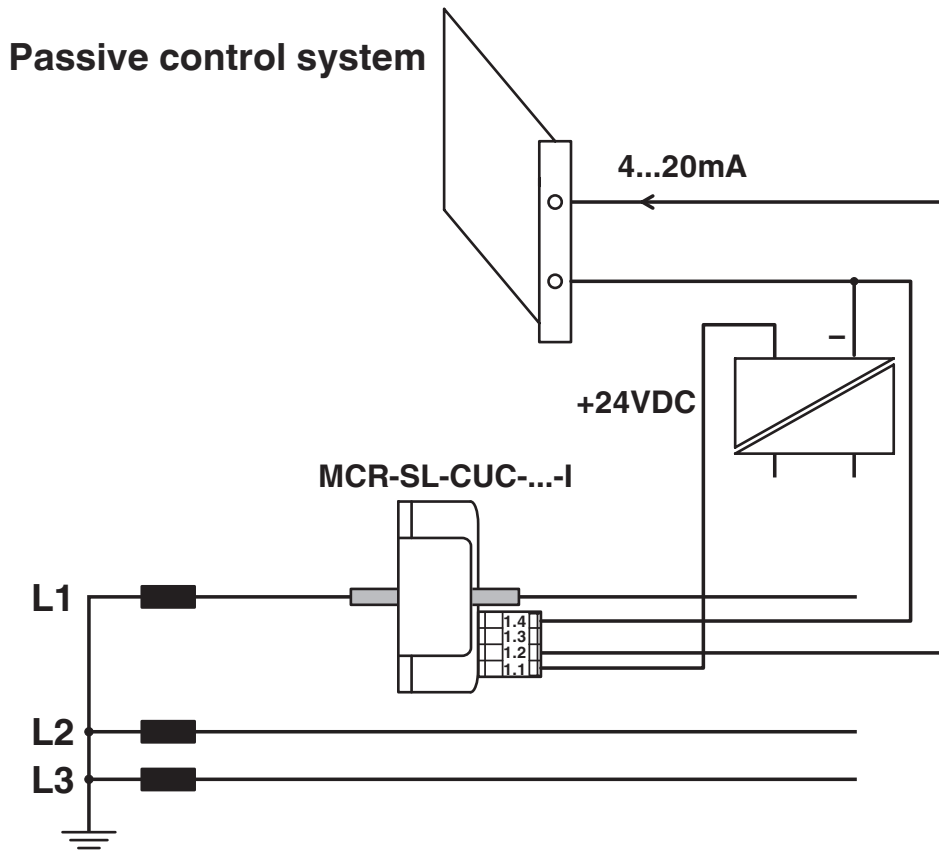 Passive control system
4...20mA
–
+24VDC
MCR-SL-CUC-...-I
L1
1.4
1.3
1.2
1.1
L2
L3